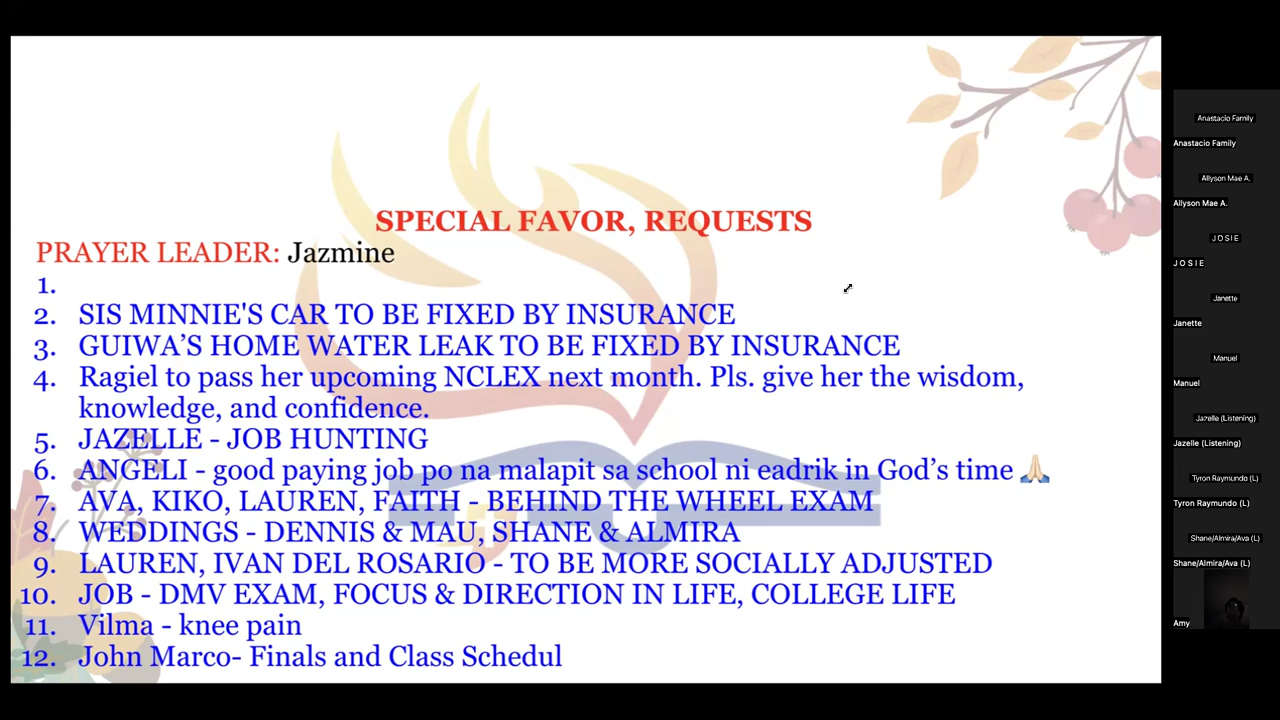 SPECIAL FAVOR, REQUESTS
PRAYER LEADER: Jazmine
1.
2. SIS MINNIE'S CAR TO BE FIXED BY INSURANCE
3. GUIWA’S HOME WATER LEAK TO BE FIXED BY INSURANCE
4. Ragiel to pass her upcoming NCLEX next month. Pls. give her the wisdom,
knowledge, and confidence.
5. JAZELLE - JOB HUNTING
6. ANGELI - good paying job po na malapit sa school ni eadrik in God’s time 🙏🏻
7. AVA, KIKO, LAUREN, FAITH - BEHIND THE WHEEL EXAM
8. WEDDINGS - DENNIS & MAU, SHANE & ALMIRA
9. LAUREN, IVAN DEL ROSARIO - TO BE MORE SOCIALLY ADJUSTED
10. JOB - DMV EXAM, FOCUS & DIRECTION IN LIFE, COLLEGE LIFE
11. Vilma - knee pain
12. John Marco- Finals and Class Schedul
Anastacio Family
Anastacio Family
Allyson Mae A.
Allyson Mae A.
J O S I E
J O S I E
Janette
Janette
Manuel
Manuel
Jazelle (Listening)
Jazelle (Listening)
Tyron Raymundo (L)
Tyron Raymundo (L)
Shane/Almira/Ava (L)
Shane/Almira/Ava (L)
Amy